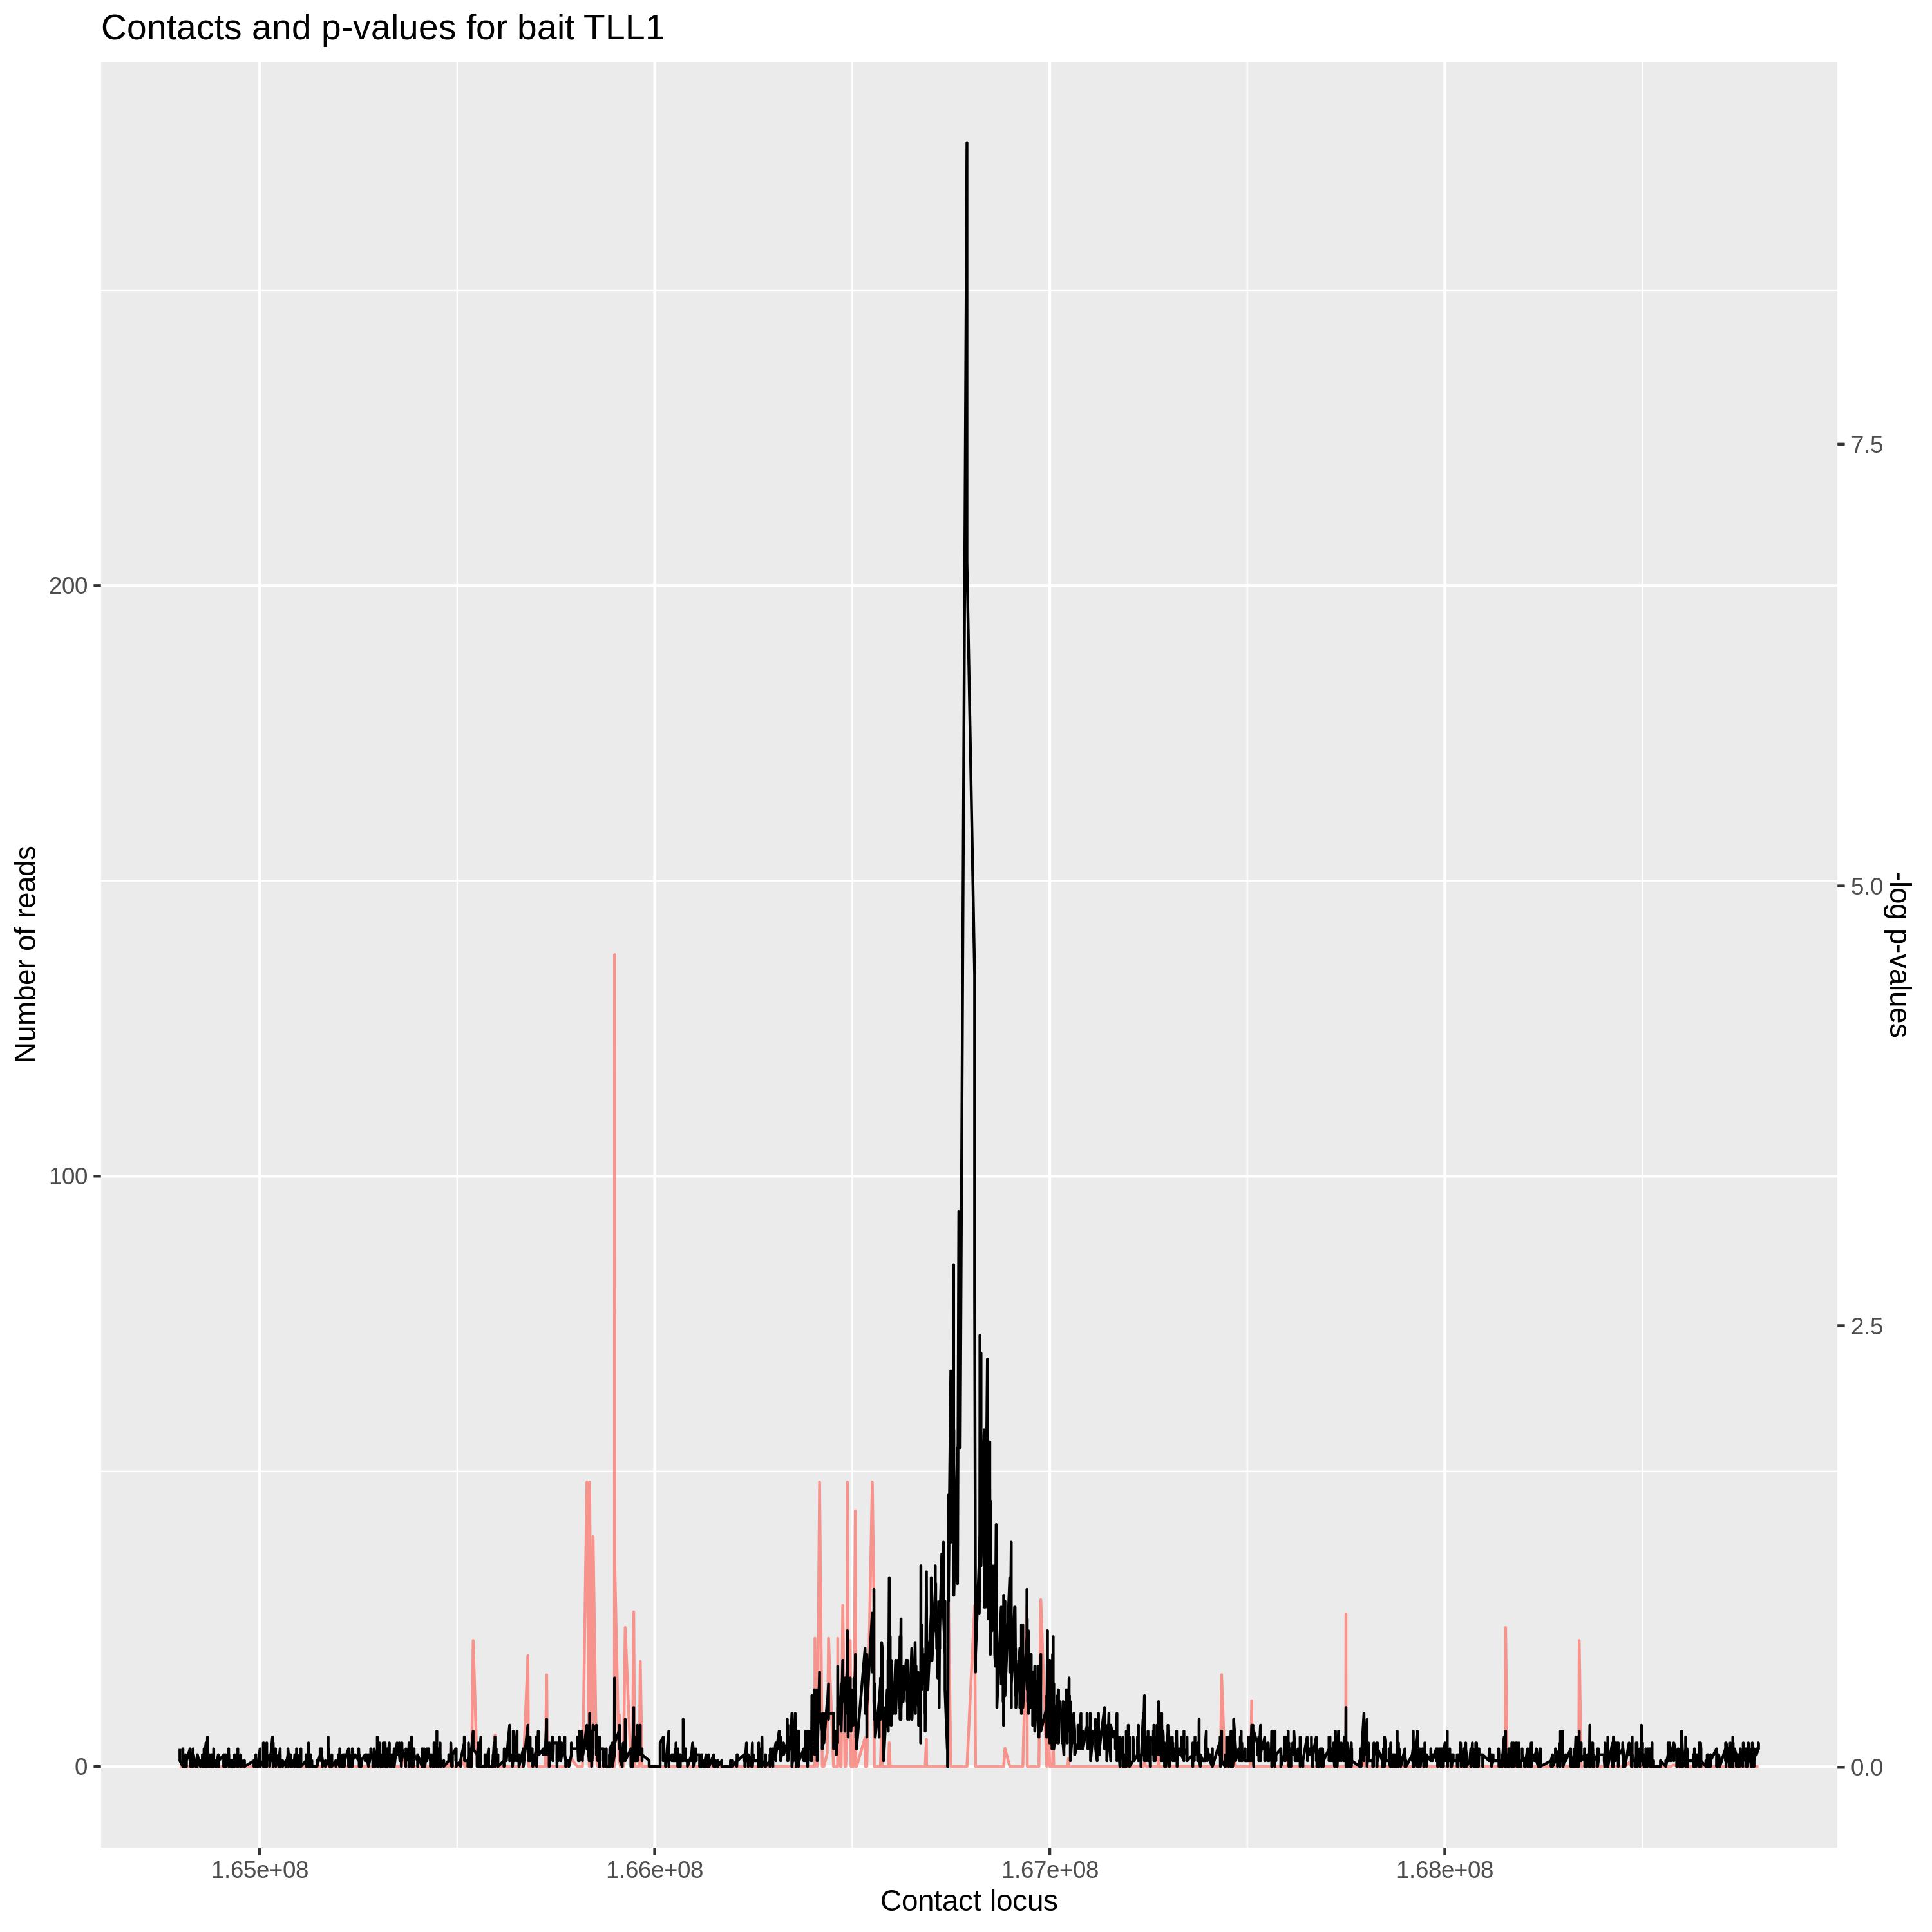 Contacts and p-values for bait TLL1
200
100
0
Number of reads
7.5
5.0
2.5
0.0
-log p-values
1.65e+08
1.66e+08
1.67e+08
1.68e+08
Contact locus